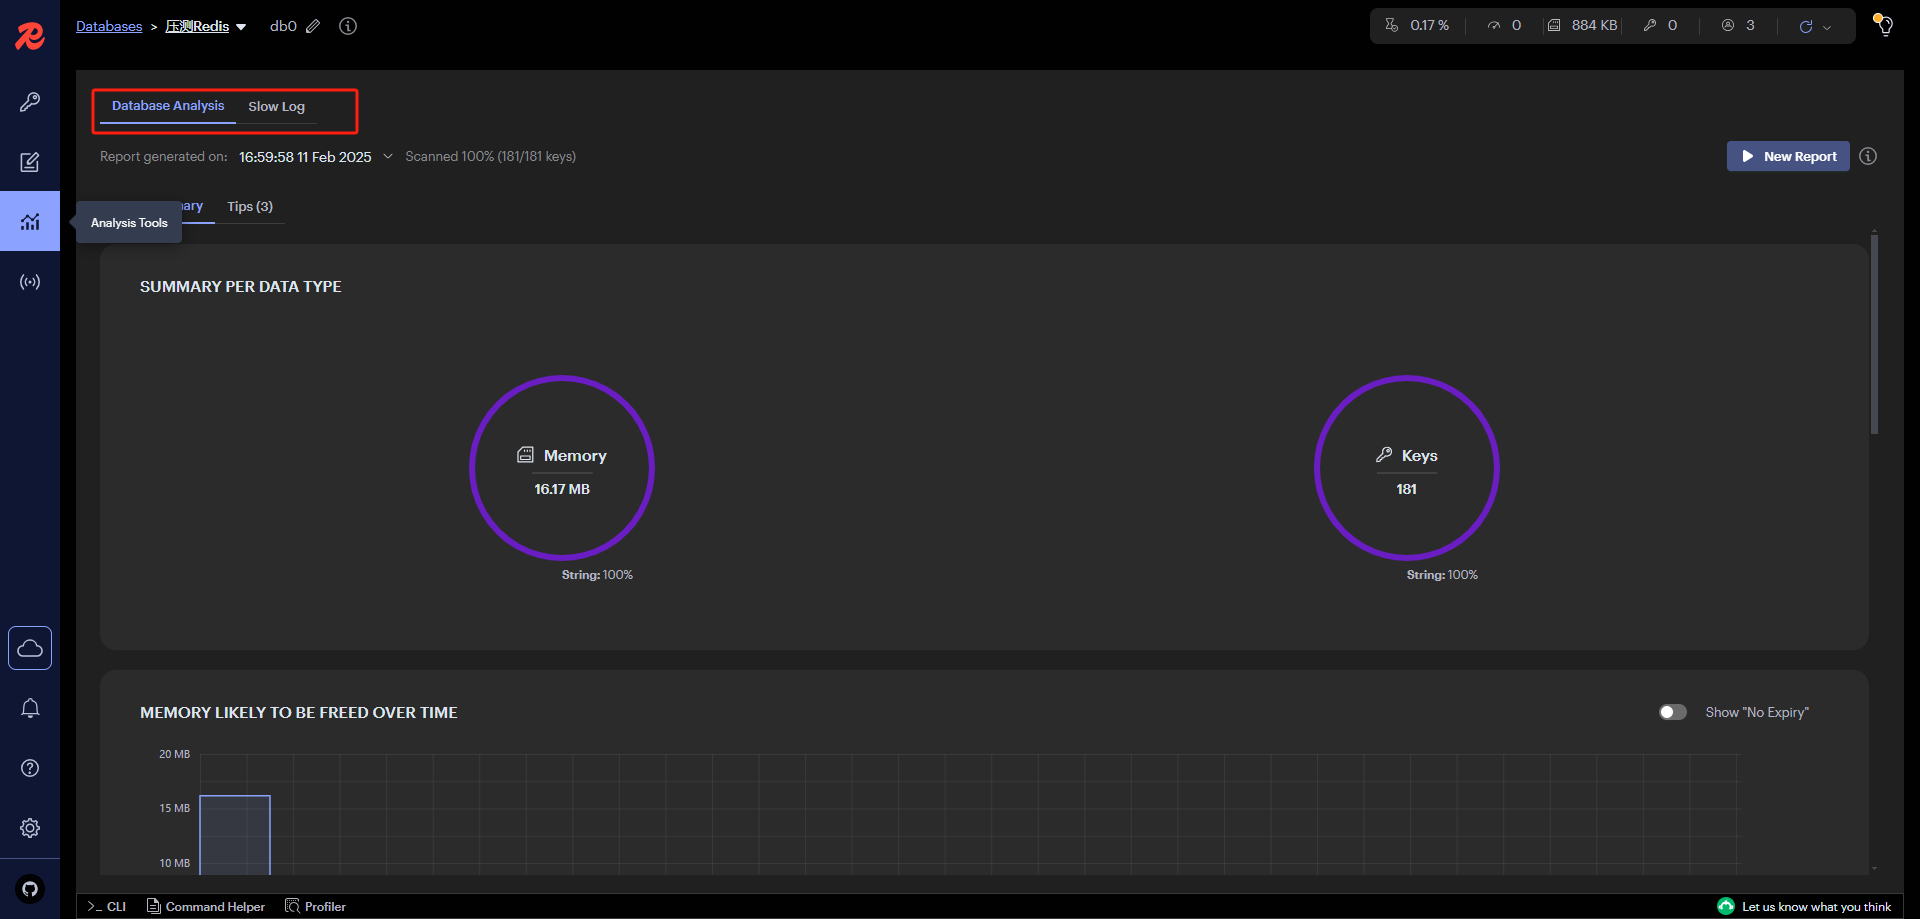 Databases > 压测Redis db0
0.17 % 0 884 KB 0 3
Database Analysis Slow Log
Report generated on: 16:59:58 11 Feb 2025 Scanned 100% (181/181 keys)
New Report
ary Tips (3)
Analysis Tools
SUMMARY PER DATA TYPE
Memory
16.17 MB
String: 100%
Keys
181
String: 100%
MEMORY LIKELY TO BE FREED OVER TIME
Show "No Expiry"
20 MB
15 MB
10 MB
>_ CLI Command Helper Profiler
Let us know what you think